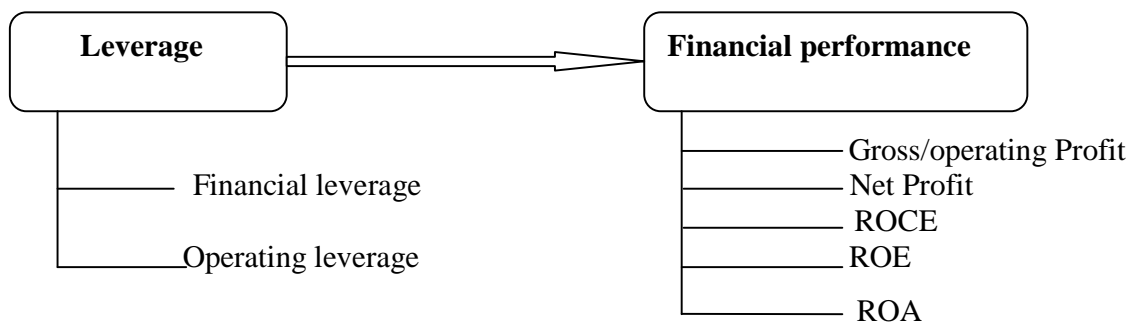 Leverage
Financial performance
Financial leverage
Operating leverage
Gross/operating Profit
Net Profit
ROCE
ROE
ROA